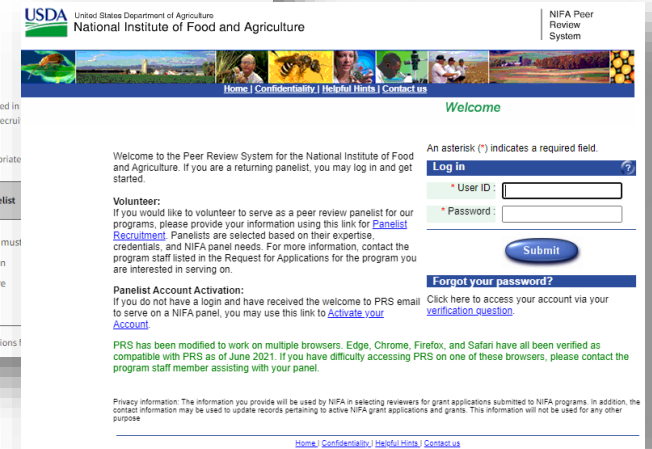 USDA United States Department of Agriculture
National Institute of Food and Agriculture
NIFA Peer
Review
System
Home | Confidentiality | Helpful Hints | Contact us
Welcome
An asterisk (*) indicates a required field.
Log in ?
* User ID :
* Password :
Submit
Forgot your password?
Click here to access your account via your
verification question.
Welcome to the Peer Review System for the National Institute of Food
and Agriculture. If you are a returning panelist, you may log in and get
started.
Volunteer:
If you would like to volunteer to serve as a peer review panelist for our
programs, please provide your information using this link for Panelist
Recruitment. Panelists are selected based on their expertise,
credentials, and NIFA panel needs. For more information, contact the
program staff listed in the Request for Applications for the program you
are interested in serving on.
Panelist Account Activation:
If you do not have a login and have received the welcome to PRS email
to serve on a NIFA panel, you may use this link to Activate your
Account.
PRS has been modified to work on multiple browsers. Edge, Chrome, Firefox, and Safari have all been verified as
compatible with PRS as of June 2021. If you have difficulty accessing PRS on one of these browsers, please contact the
program staff member assisting with your panel.
Privacy information: The information you provide will be used by NIFA in selecting reviewers for grant applications submitted to NIFA programs. In addition, the
contact information may be used to update records pertaining to active NIFA grant applications and grants. This information will not be used for any other
purpose
Home | Confidentiality | Helpful Hints | Contact us
ed in
must